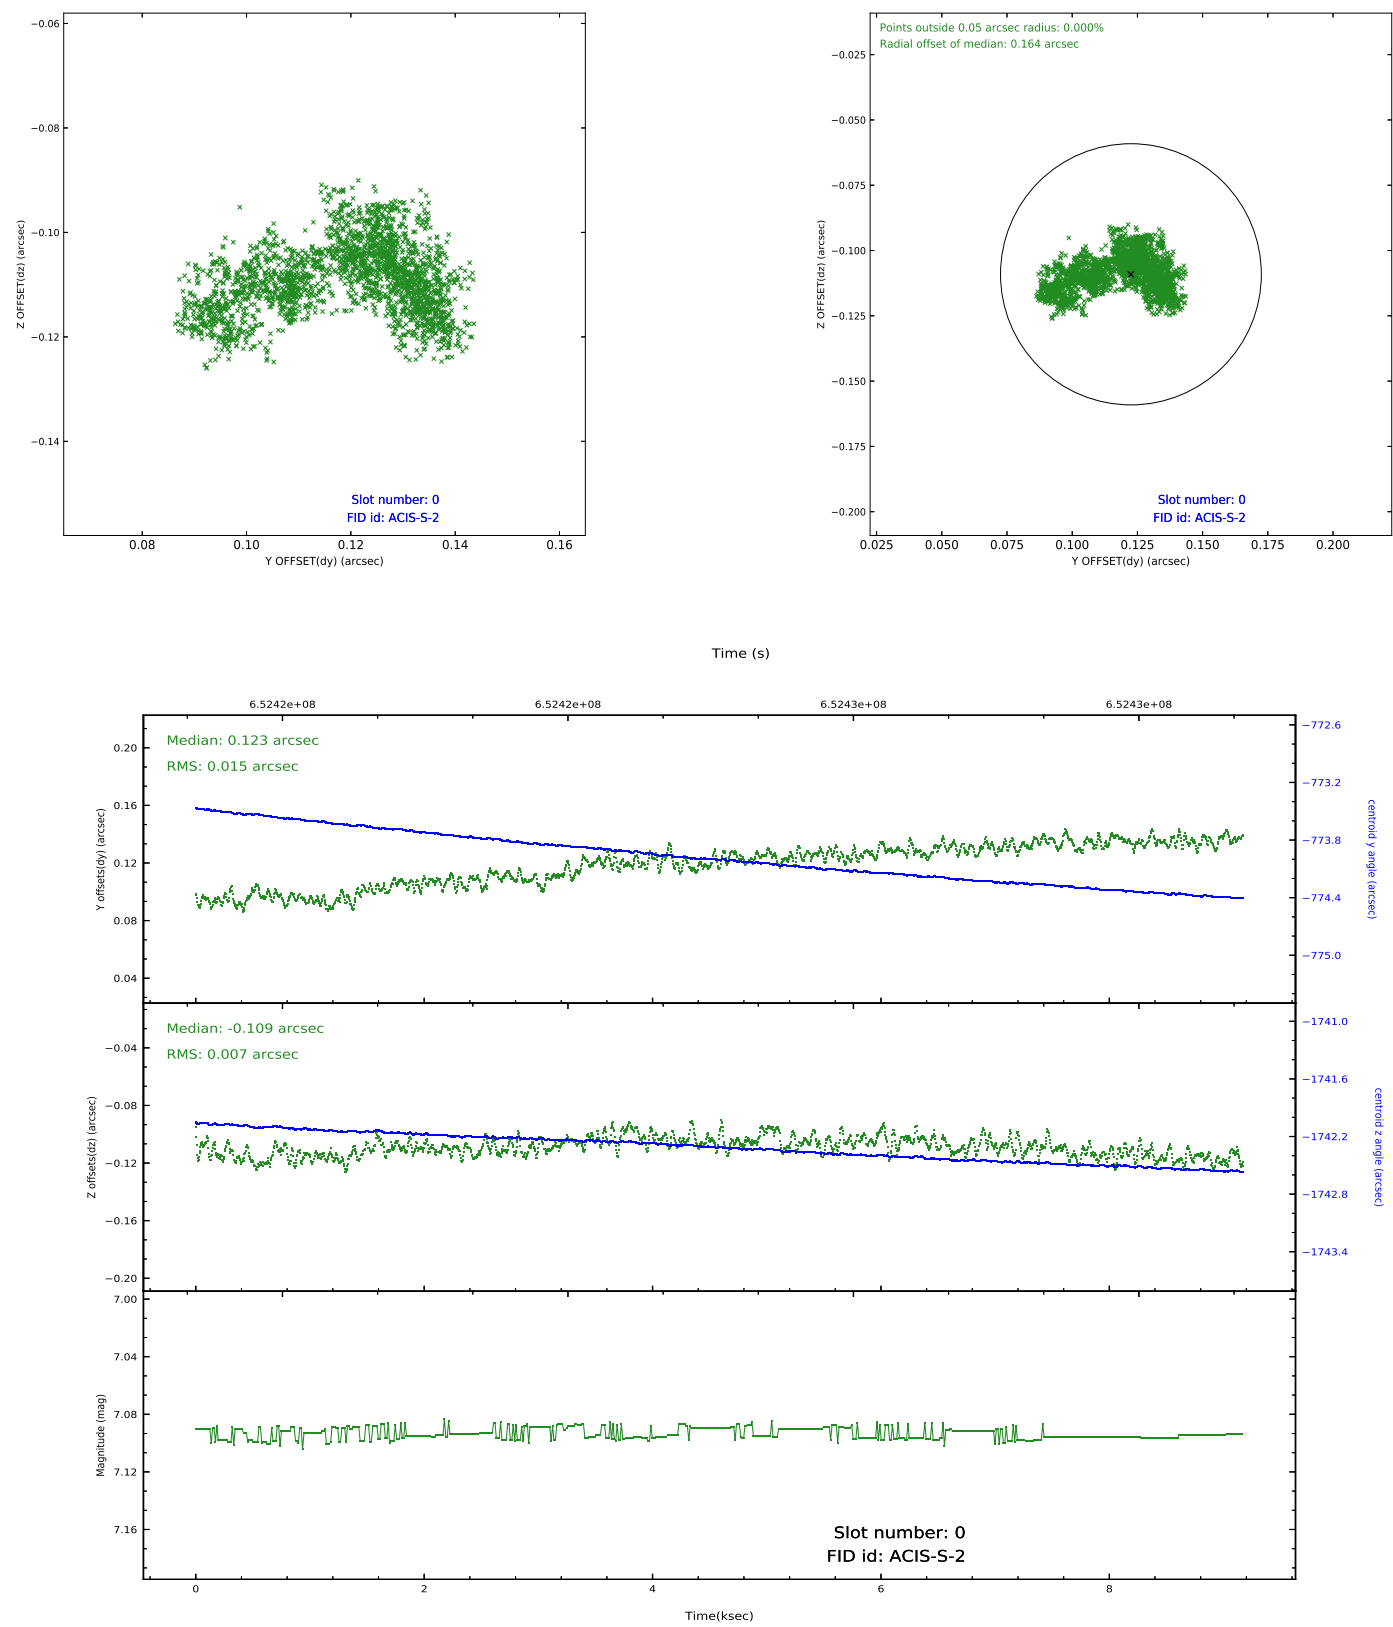 −0.06
−0.08
−0.10
−0.12
−0.14
Z OFFSET(dz) (arcsec)
Slot number: 0
FID id: ACIS-S-2
0.08 0.10 0.12 0.14 0.16
Y OFFSET(dy) (arcsec)
Points outside 0.05 arcsec radius: 0.000%
Radial offset of median: 0.164 arcsec
−0.025
−0.050
−0.075
−0.100
−0.125
−0.150
−0.175
−0.200
Z OFFSET(dz) (arcsec)
Slot number: 0
FID id: ACIS-S-2
0.025 0.050 0.075 0.100 0.125 0.150 0.175 0.200
Y OFFSET(dy) (arcsec)
Time (s)
6.5242e+08 6.5242e+08 6.5243e+08 6.5243e+08
Median: 0.123 arcsec
RMS: 0.015 arcsec
0.20
0.16
0.12
0.08
0.04
Y offsets(dy) (arcsec)
−772.6
−773.2
−773.8
−774.4
−775.0
centroid y angle (arcsec)
Median: -0.109 arcsec
RMS: 0.007 arcsec
−0.04
−0.08
−0.12
−0.16
−0.20
Z offsets(dz) (arcsec)
−1741.0
−1741.6
−1742.2
−1742.8
−1743.4
centroid z angle (arcsec)
7.00
7.04
7.08
7.12
7.16
Magnitude (mag)
Slot number: 0
FID id: ACIS-S-2
0 2 4 6 8
Time(ksec)